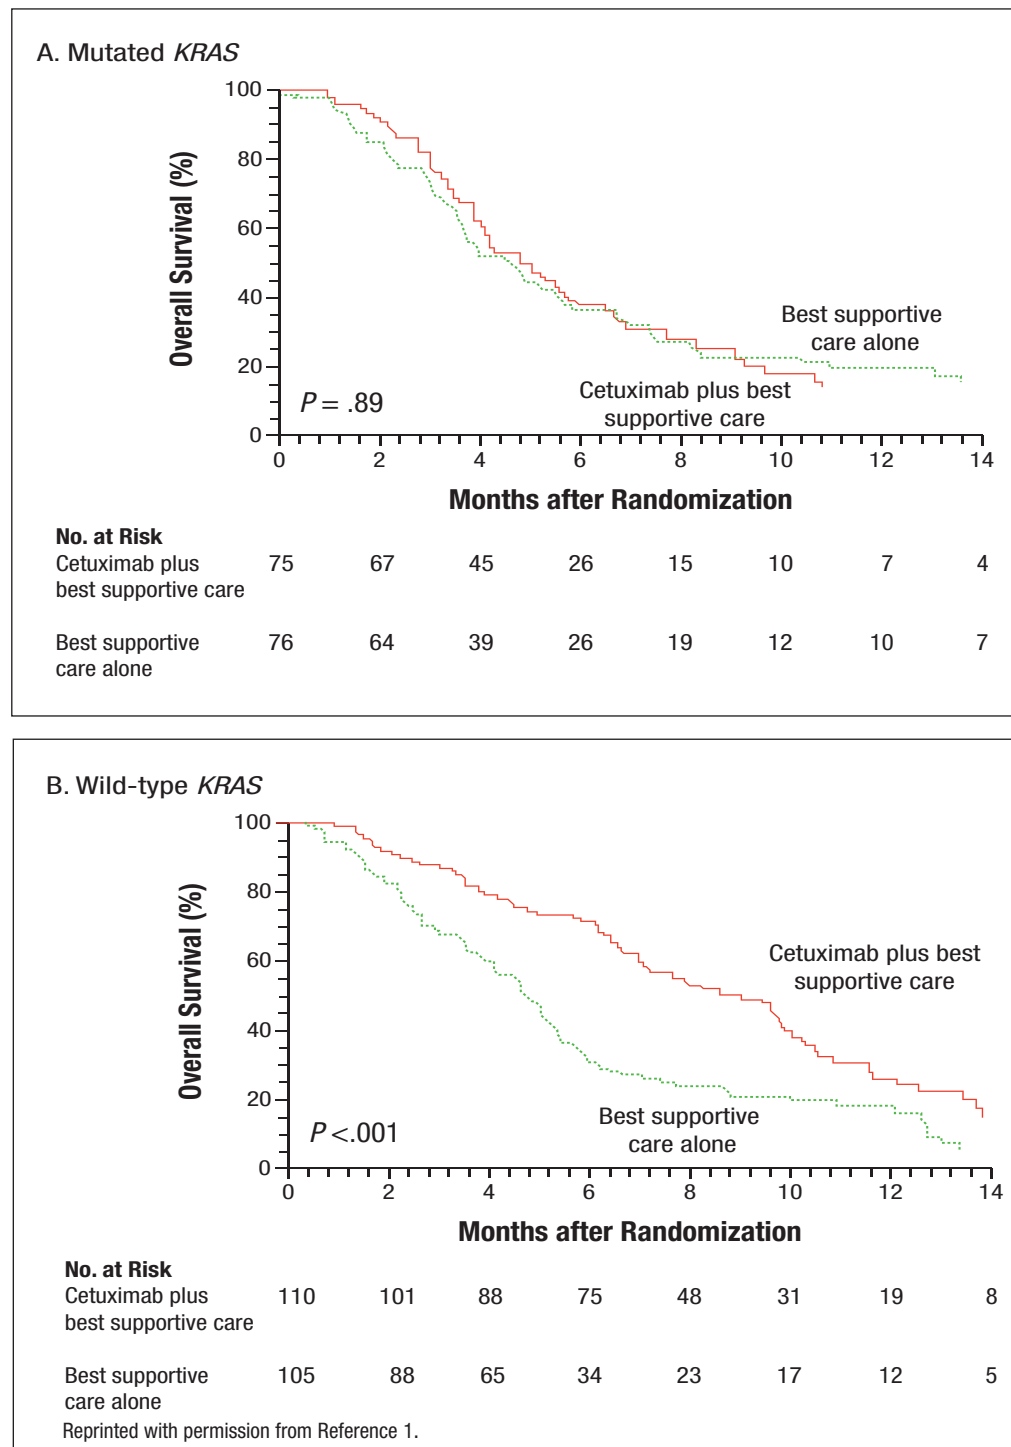 A. Mutated KRAS
100
80
60
40
20
0
Overall Survival (%)
Best supportive
care alone
Cetuximab plus best
supportive care
P = .89
0 2 4 6 8 10 12 14
Months after Randomization
No. at Risk
Cetuximab plus
best supportive care
75 67 45 26 15 10 7 4
Best supportive
care alone
76 64 39 26 19 12 10 7
B. Wild-type KRAS
100
80
60
40
20
0
Overall Survival (%)
Cetuximab plus best
supportive care
Best supportive
care alone
P <.001
0 2 4 6 8 10 12 14
Months after Randomization
No. at Risk
Cetuximab plus
best supportive care
110 101 88 75 48 31 19 8
Best supportive
care alone
105 88 65 34 23 17 12 5
Reprinted with permission from Reference 1.